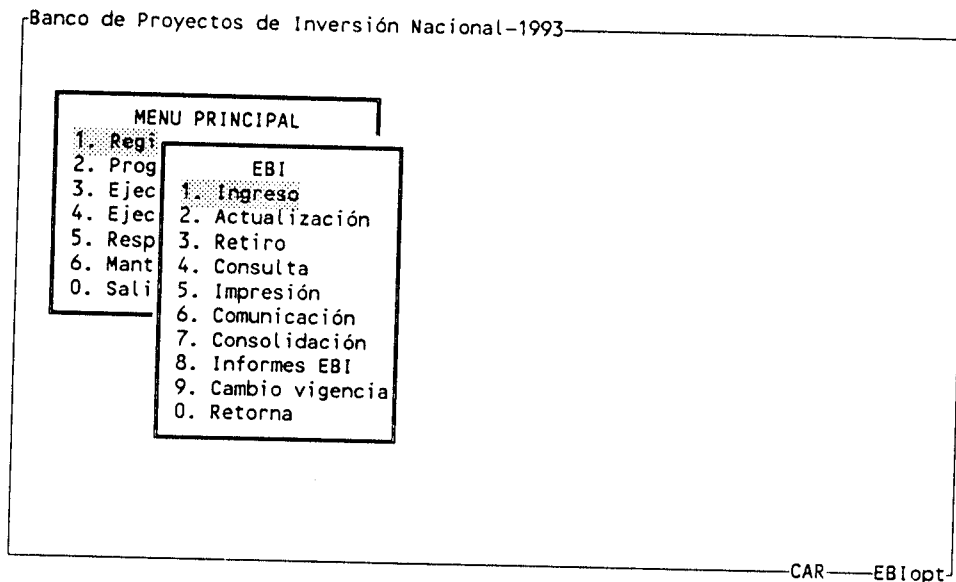 Banco de Proyectos de Inversión Nacional-1993
MENU PRINCIPAL
1. Regi
2. Prog
3. Ejec
4. Ejec
5. Resp
6. Mant
0. Sali
EBI
1. Ingreso
2. Actualización
3. Retiro
4. Consulta
5. Impresión
6. Comunicación
7. Consolidación
8. Informes EBI
9. Cambio vigencia
0. Retorna
CAR EBIopt